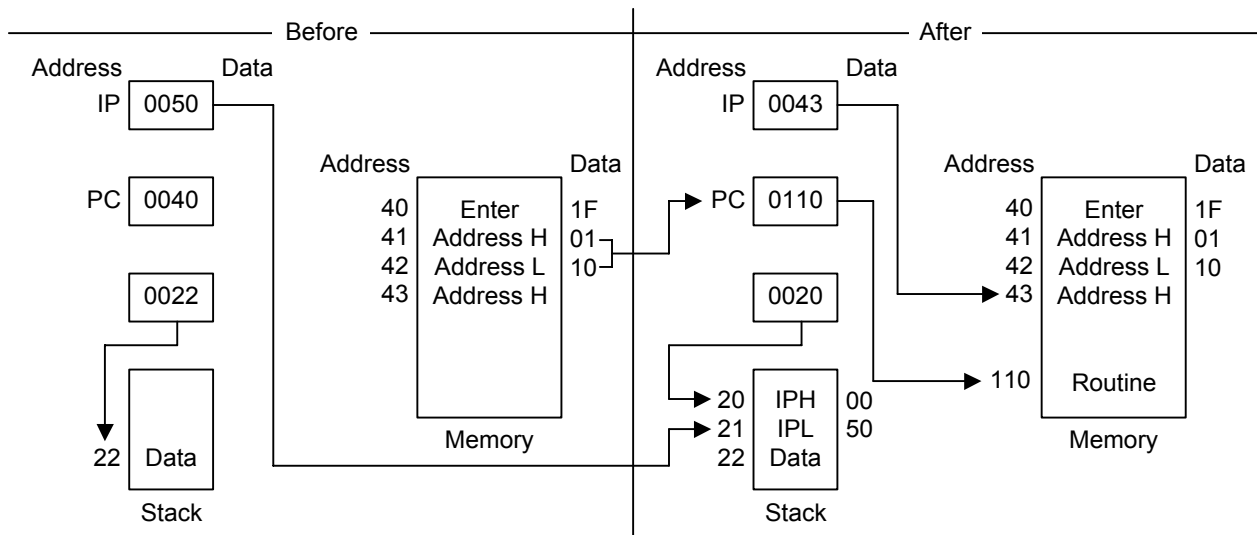 Before
Address Data
IP 0050
Address Data
PC 0040
40 Enter 1F
41 Address H 01
42 Address L 10
43 Address H
0022
22 Data
Memory
Stack
After
Address Data
IP 0043
Address Data
PC 0110
40 Enter 1F
41 Address H 01
42 Address L 10
43 Address H
0020
110 Routine
20 IPH 00
21 IPL 50
22 Data
Memory
Stack